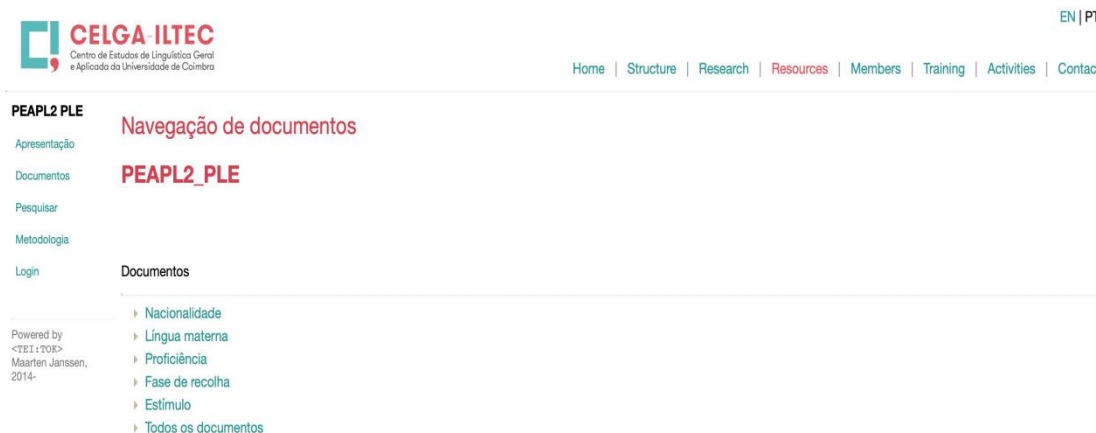 EN | PT
CELGA-ILTEC
Centro de Estudos de Linguística Geral
e Aplicada da Universidade de Coimbra
Home | Structure | Research | Resources | Members | Training | Activities | Contac
PEAPL2 PLE
Apresentação
Documentos
Pesquisar
Metodologia
Login
Powered by
<TEI:TOK>
Maarten Janssen,
2014-
Navegação de documentos
PEAPL2_PLE
Documentos
Nacionalidade
Língua materna
Proficiência
Fase de recolha
Estímulo
Todos os documentos